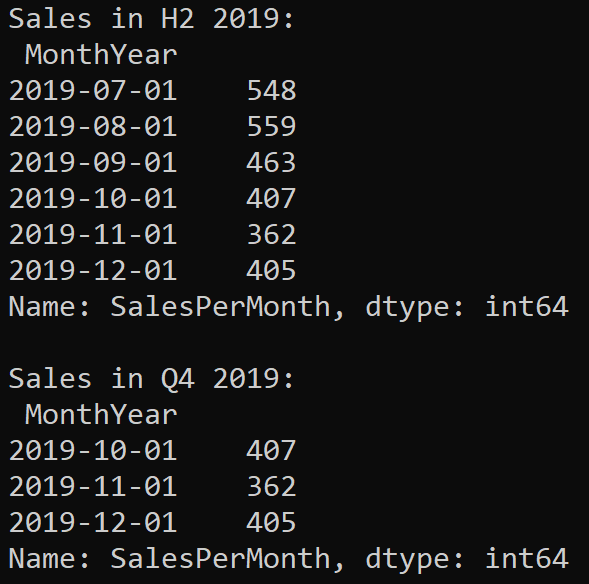 Sales in H2 2019:
 MonthYear
2019-07-01    548
2019-08-01    559
2019-09-01    463
2019-10-01    407
2019-11-01    362
2019-12-01    405
Name: SalesPerMonth, dtype: int64

Sales in Q4 2019:
 MonthYear
2019-10-01    407
2019-11-01    362
2019-12-01    405
Name: SalesPerMonth, dtype: int64